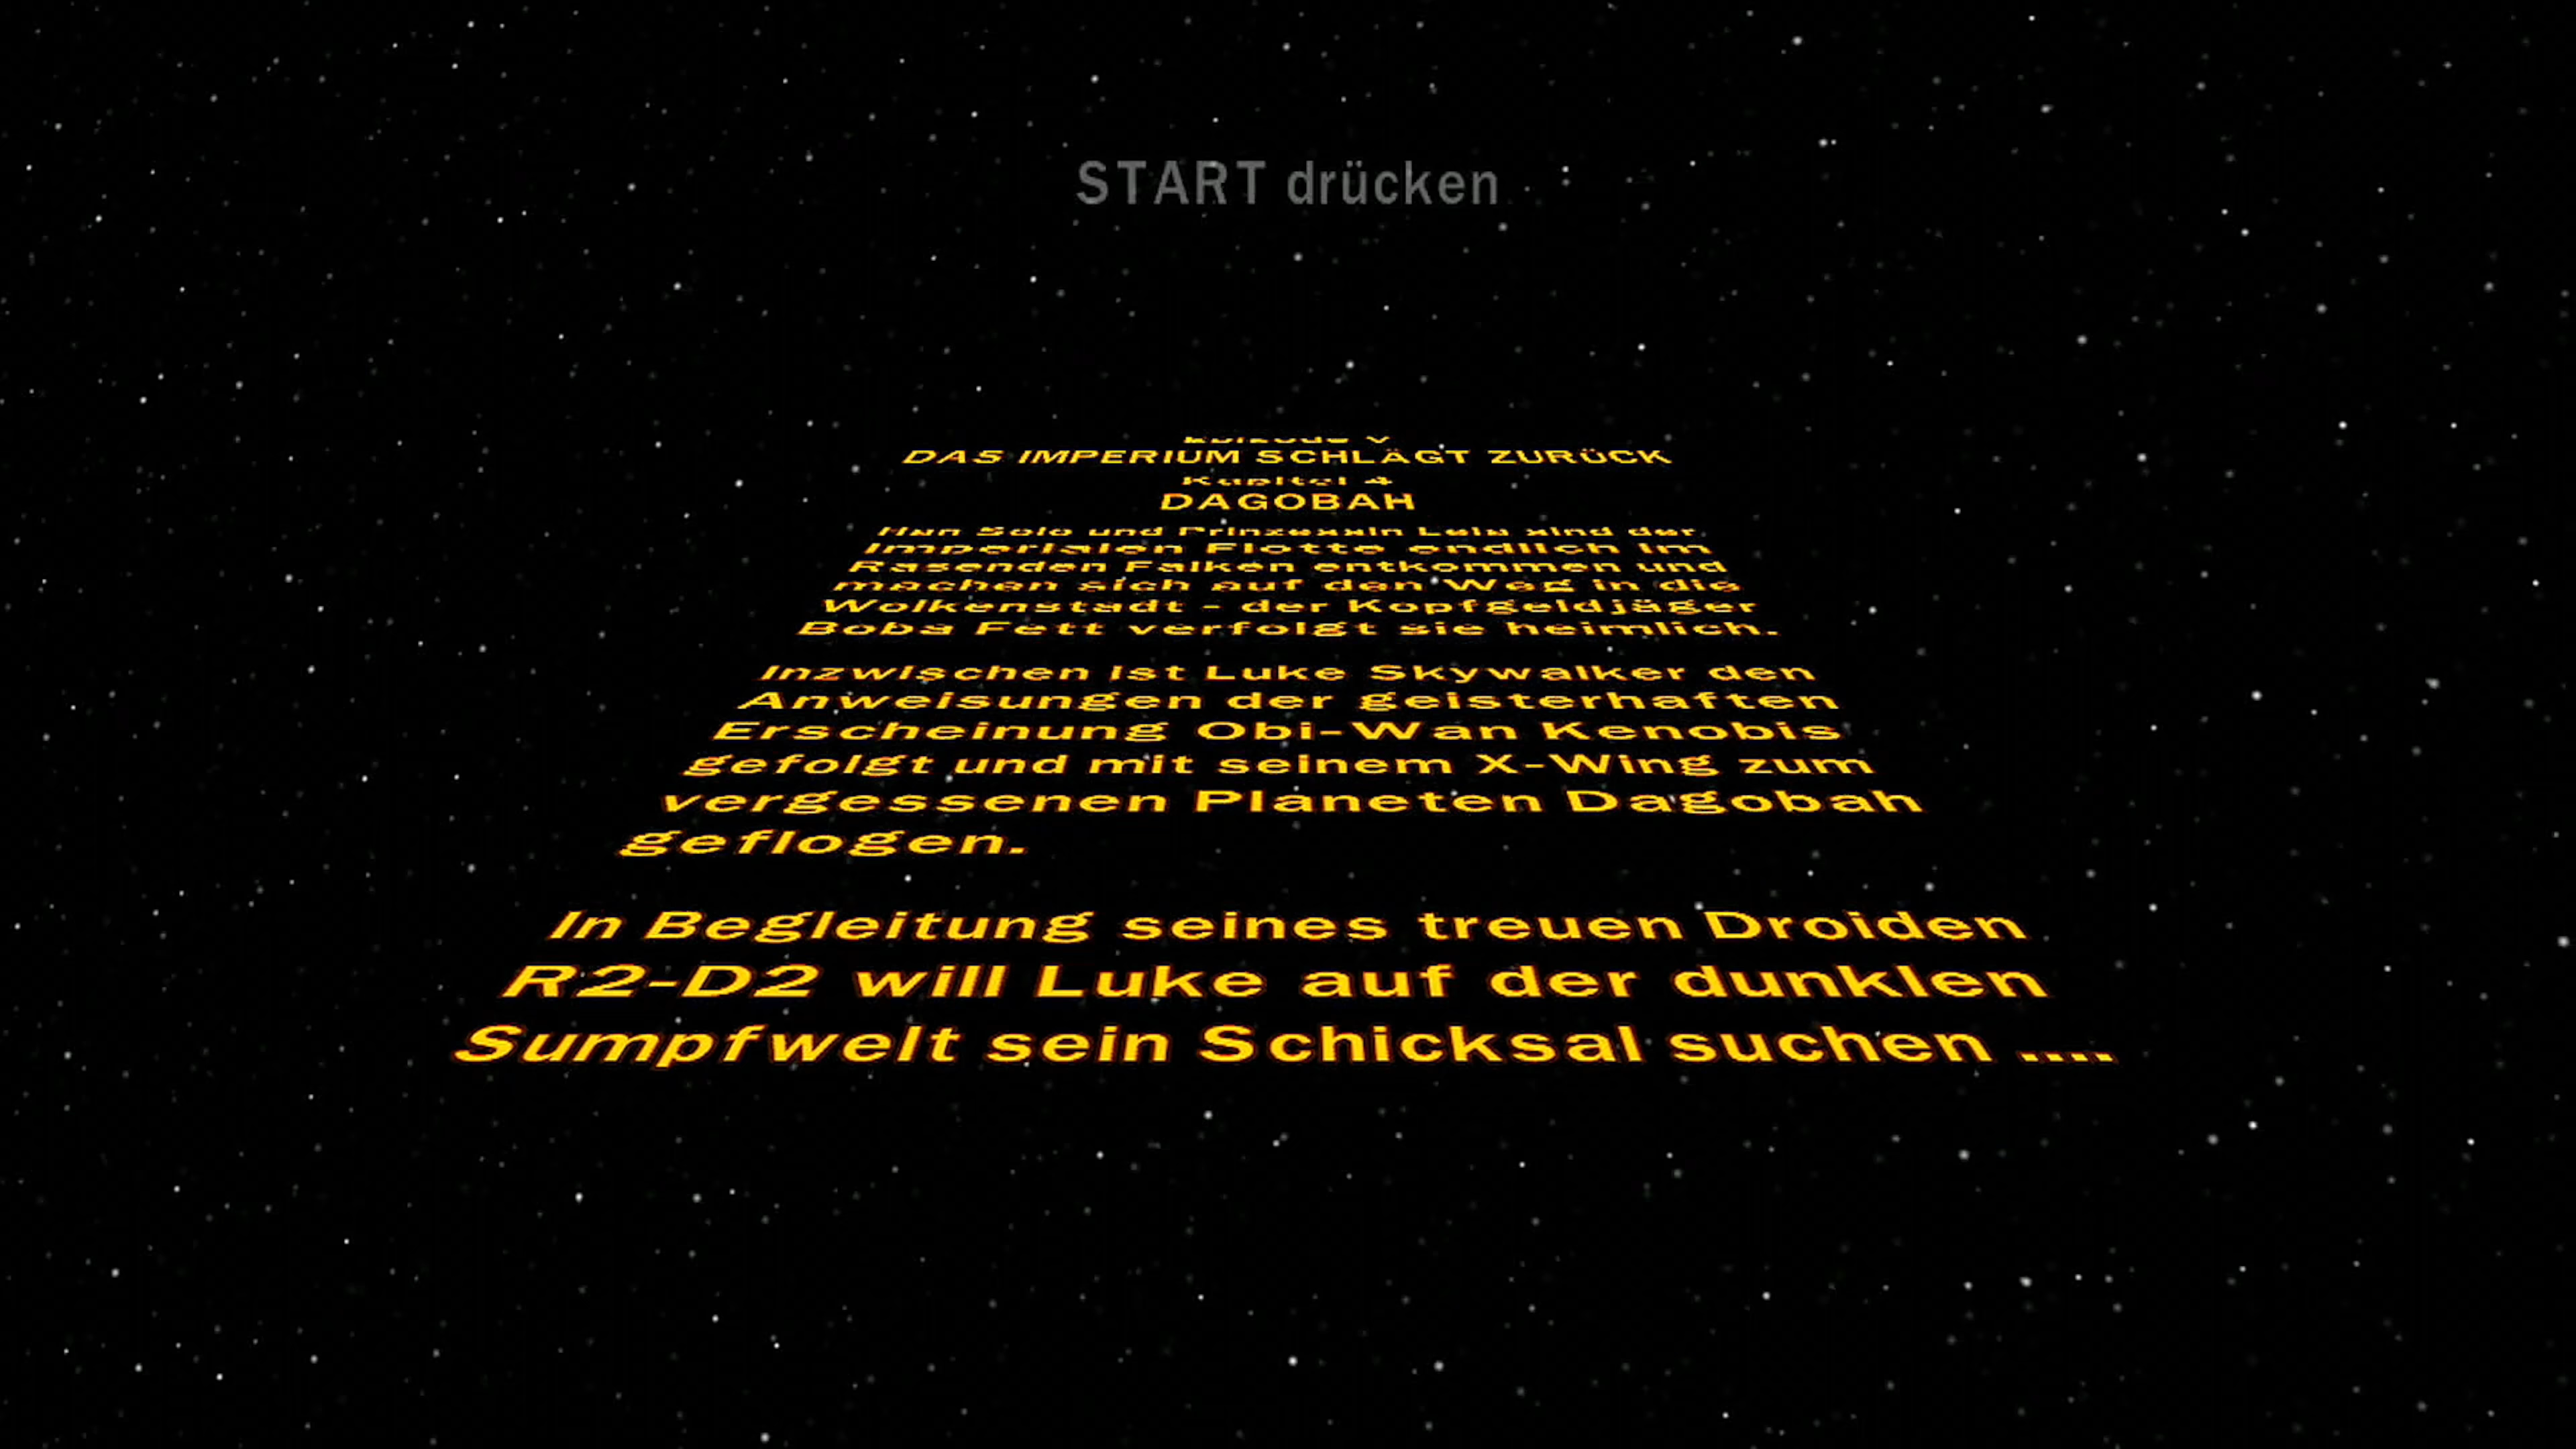 START drücken
Episode V
DAS IMPERIUM SCHLÄGT ZURÜCK
Kapitel 4
DAGOBAH
Han Solo und Prinzessin Leia sind der
Imperialen Flotte endlich im
Rasenden Falken entkommen und
machen sich auf den Weg in die
Wolkenstadt - der Kopfgeldjäger
Boba Fett verfolgt sie heimlich.
Inzwischen ist Luke Skywalker den
Anweisungen der geisterhaften
Erscheinung Obi-Wan Kenobis
gefolgt und mit seinem X-Wing zum
vergessenen Planeten Dagobah
geflogen.
In Begleitung seines treuen Droiden
R2-D2 will Luke auf der dunklen
Sumpfwelt sein Schicksal suchen ....